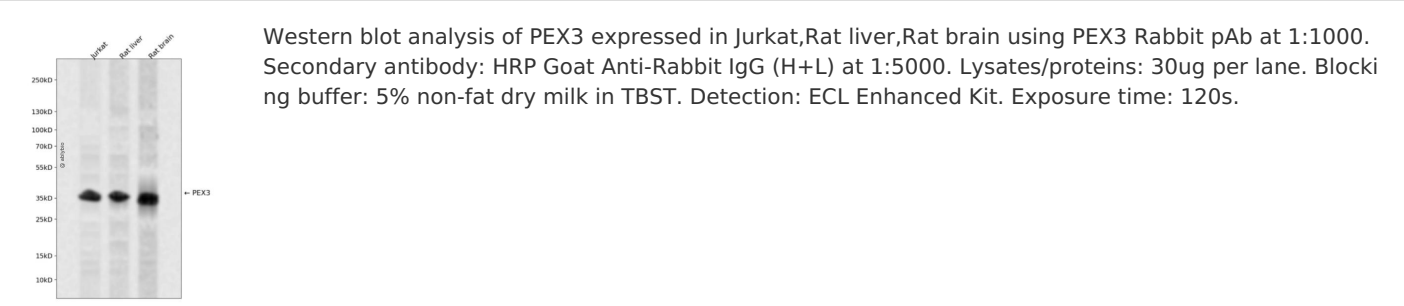 Jurkat
Rat liver
Rat brain
250kD
130kD
100kD
70kD
55kD
35kD
25kD
15kD
10kD
@ ablybio
← PEX3
Western blot analysis of PEX3 expressed in Jurkat,Rat liver,Rat brain using PEX3 Rabbit pAb at 1:1000.
Secondary antibody: HRP Goat Anti-Rabbit IgG (H+L) at 1:5000. Lysates/proteins: 30ug per lane. Blocki
ng buffer: 5% non-fat dry milk in TBST. Detection: ECL Enhanced Kit. Exposure time: 120s.